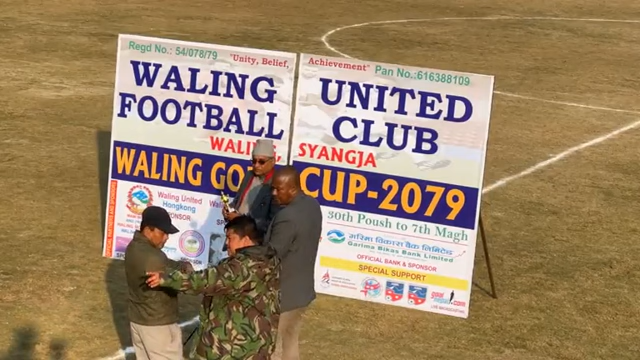 Regd No.: 54/078/79 "Unity, Belief, Achievement" Pan No.:616388109
WALING UNITED
FOOTBALL CLUB
WALING SYANGJA
WALING GO CUP-2079
30th Poush to 7th Magh
Waling United
Hongkong
SPONSOR
गरिमा विकास बैंक लिमिटेड
Garima Bikas Bank Limited
OFFICIAL BANK & SPONSOR
SPECIAL SUPPORT